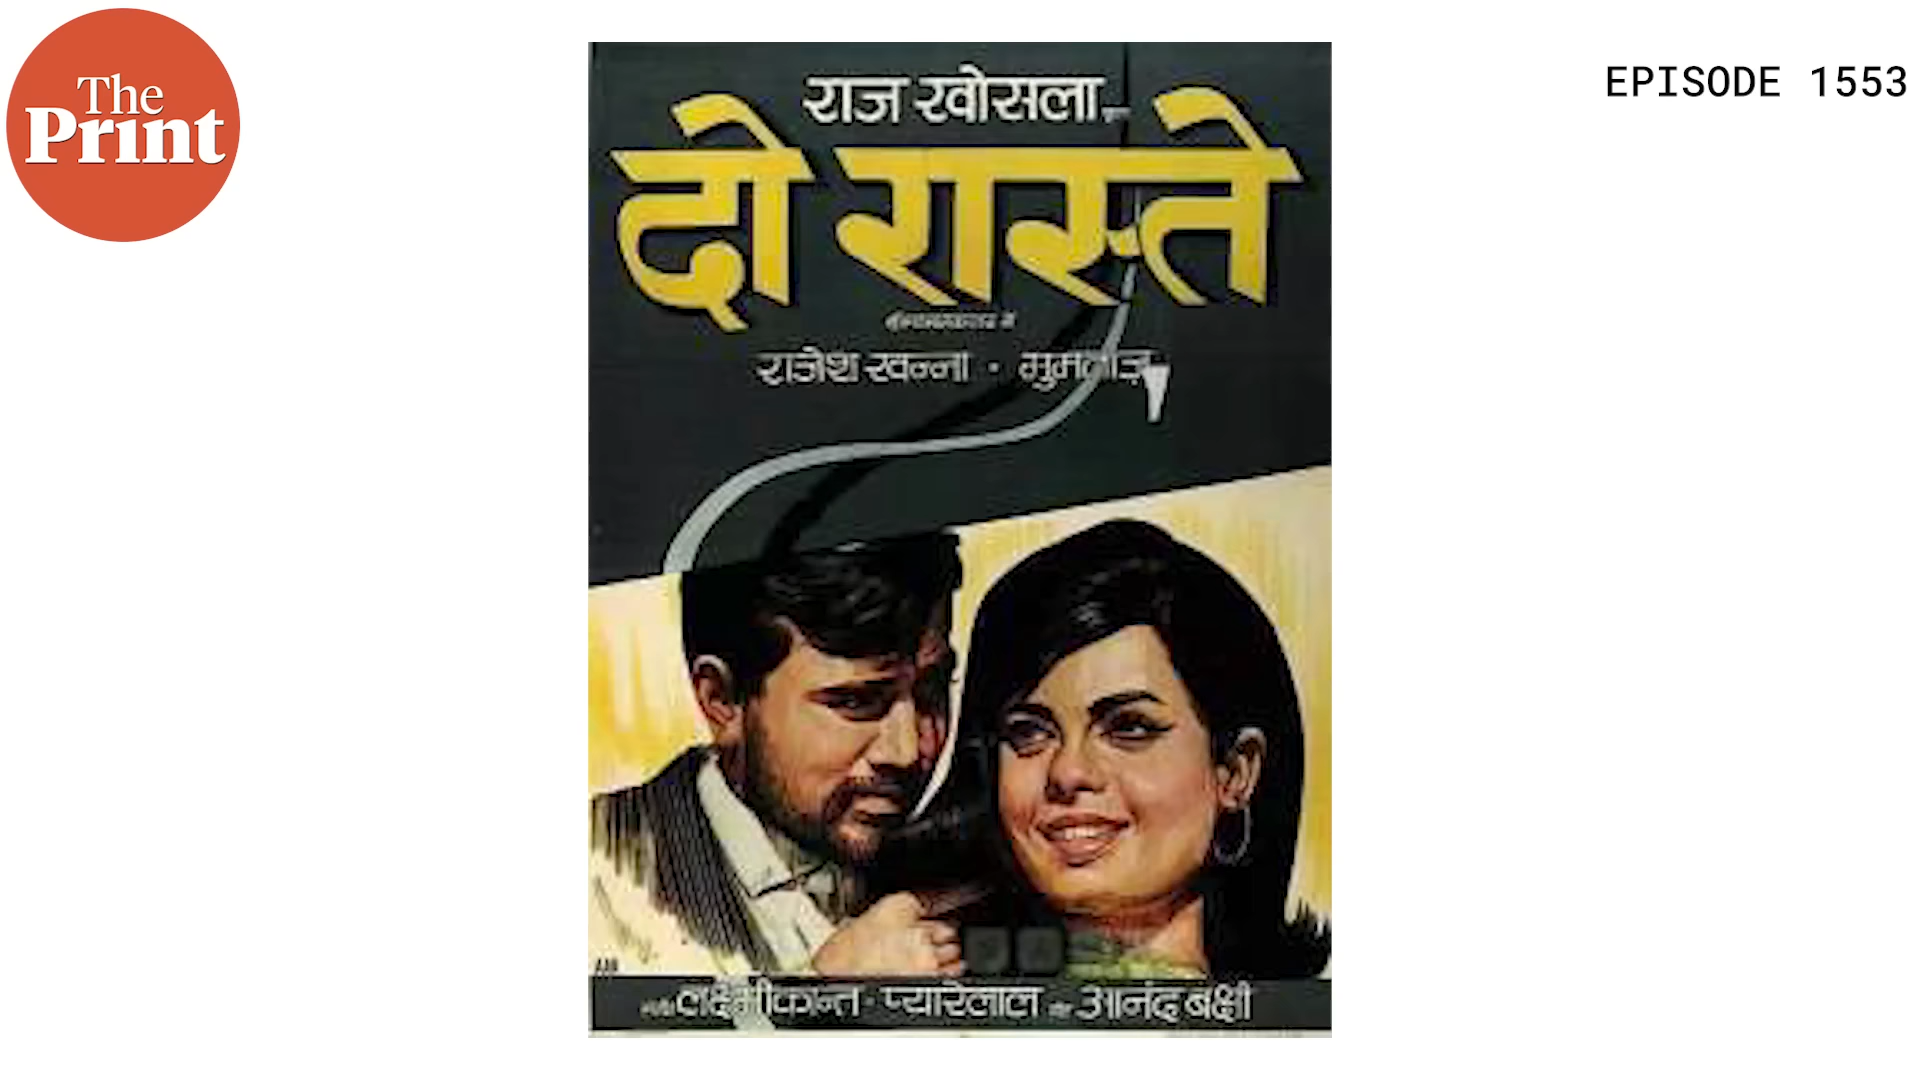 The
Print
EPISODE 1553
राज खोसला
दो रास्ते
राजेश खन्ना • मुमताज़
लक्ष्मीकान्त • प्यारेलाल
आनंद बक्षी